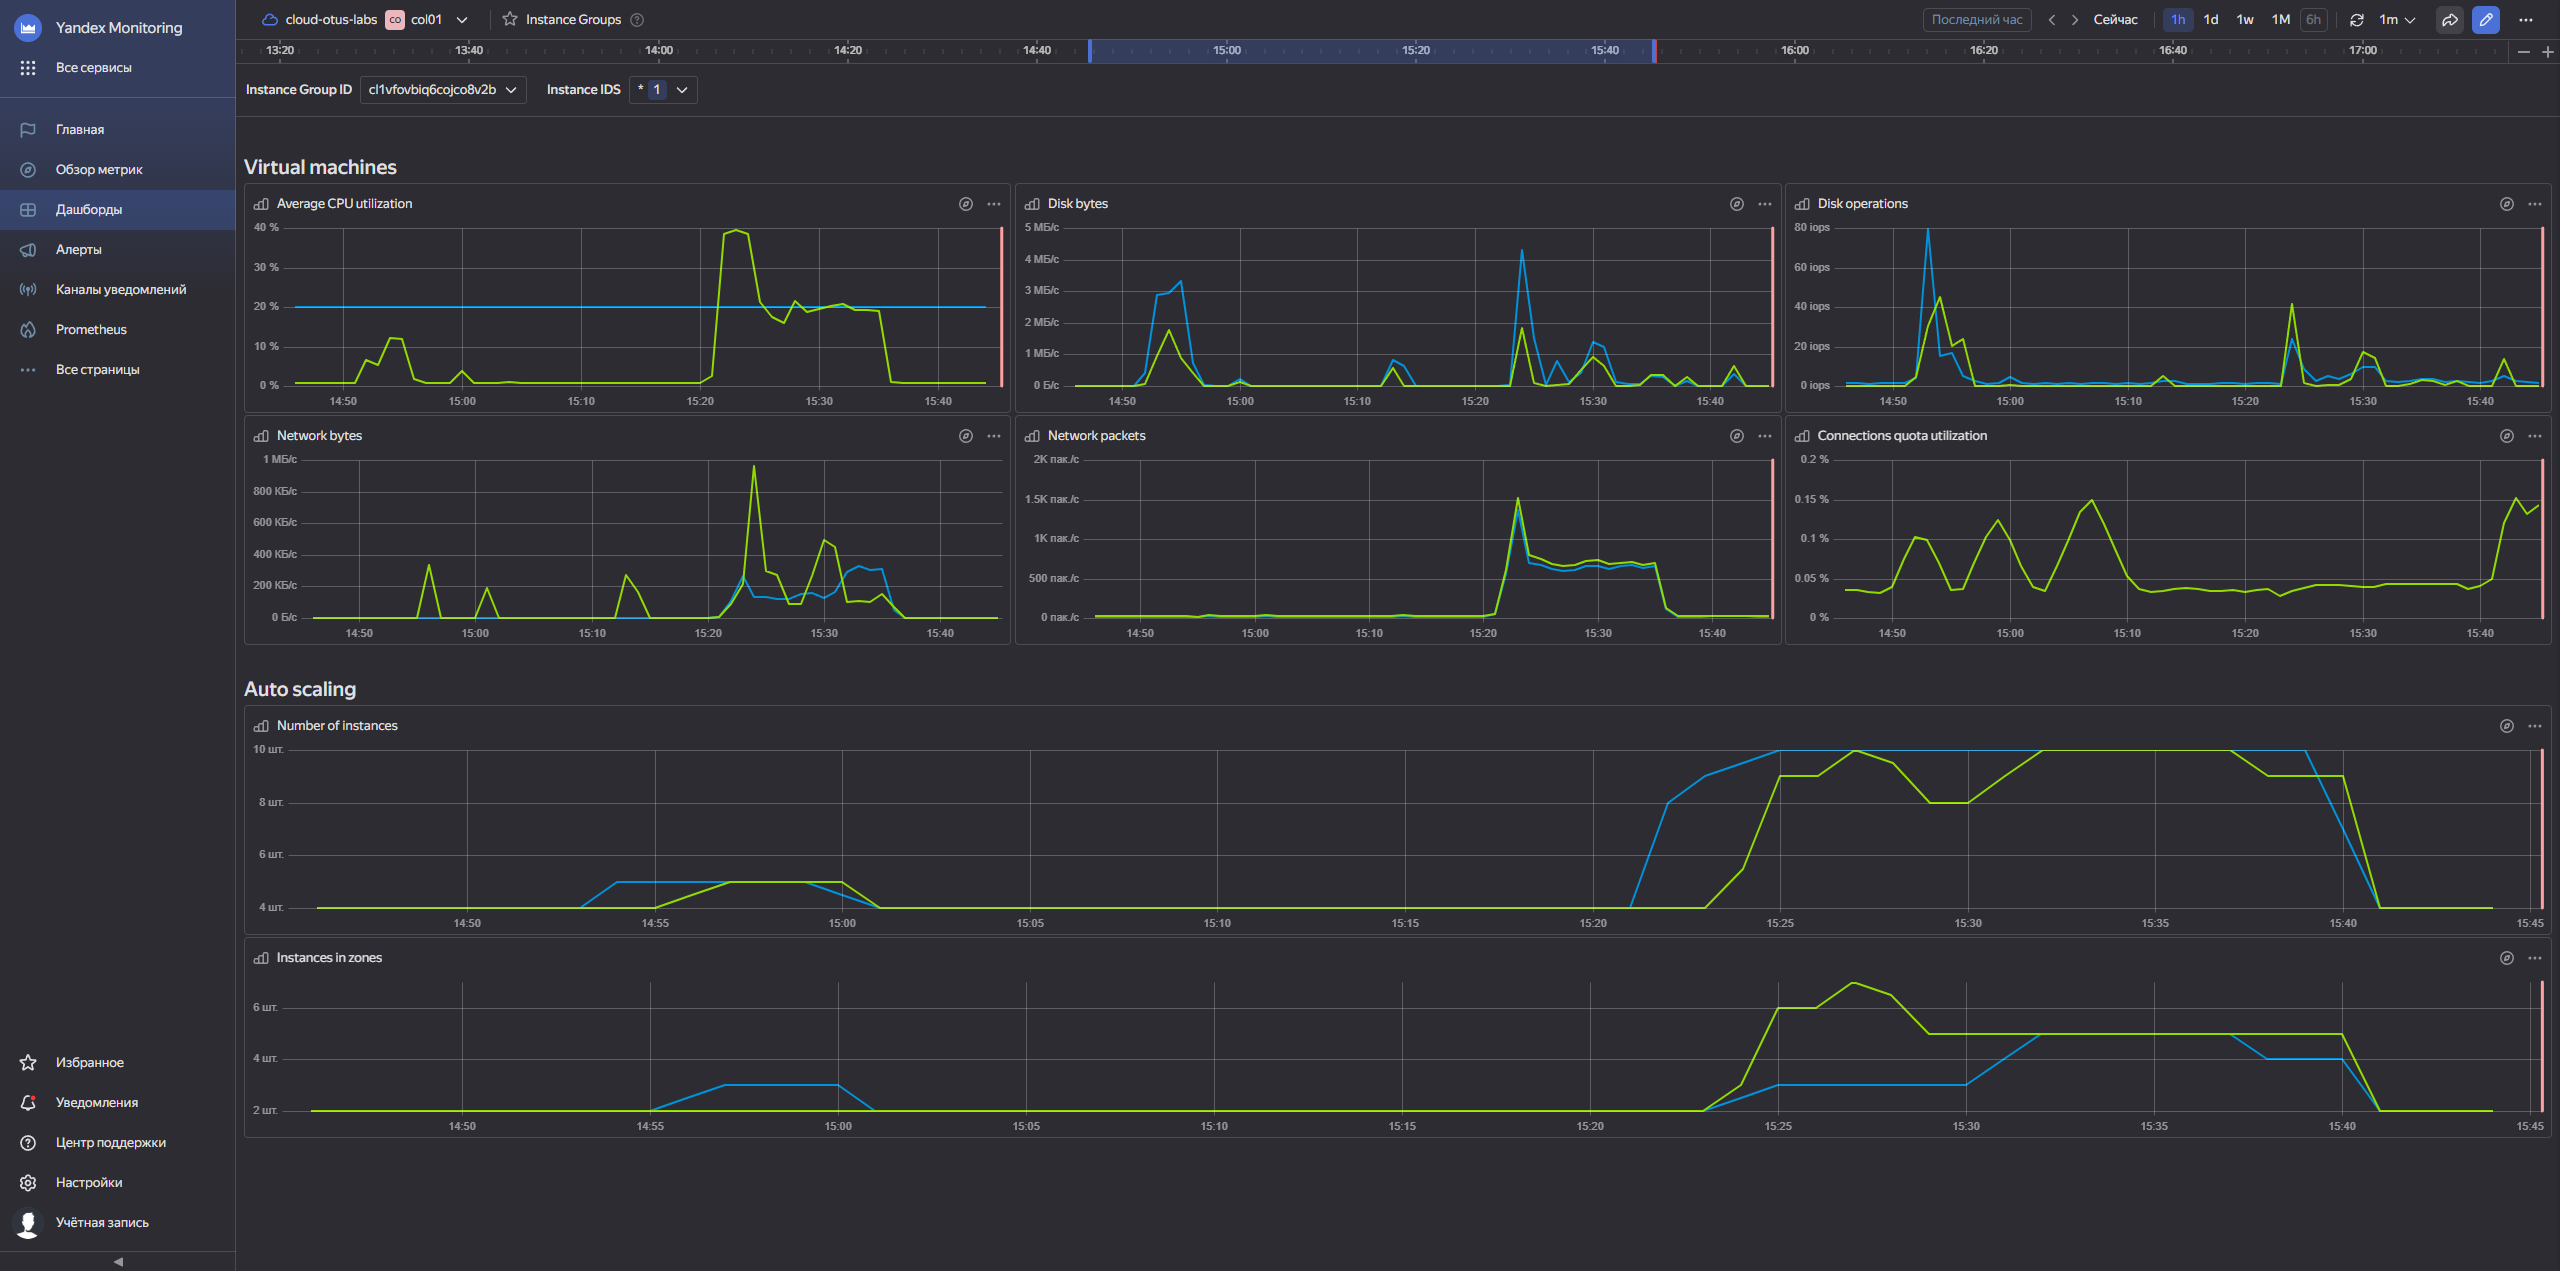 Yandex Monitoring
Все сервисы
Главная
Обзор метрик
Дашборды
Алерты
Каналы уведомлений
Prometheus
Все страницы
Избранное
Уведомления
Центр поддержки
Настройки
Учётная запись
cloud-otus-labs co col01 Instance Groups
Последний час Сейчас 1h 1d 1w 1M 6h 1m
13:20 13:40 14:00 14:20 14:40 15:00 15:20 15:40 16:00 16:20 16:40 17:00
Instance Group ID cl1vfovbiq6cojco8v2b Instance IDS * 1
Virtual machines
Average CPU utilization
40 %
30 %
20 %
10 %
0 %
14:50 15:00 15:10 15:20 15:30 15:40
Disk bytes
5 МБ/с
4 МБ/с
3 МБ/с
2 МБ/с
1 МБ/с
0 Б/с
14:50 15:00 15:10 15:20 15:30 15:40
Disk operations
80 iops
60 iops
40 iops
20 iops
0 iops
14:50 15:00 15:10 15:20 15:30 15:40
Network bytes
1 МБ/с
800 КБ/с
600 КБ/с
400 КБ/с
200 КБ/с
0 Б/с
14:50 15:00 15:10 15:20 15:30 15:40
Network packets
2K пак./с
1.5K пак./с
1K пак./с
500 пак./с
0 пак./с
14:50 15:00 15:10 15:20 15:30 15:40
Connections quota utilization
0.2 %
0.15 %
0.1 %
0.05 %
0 %
14:50 15:00 15:10 15:20 15:30 15:40
Auto scaling
Number of instances
10 шт.
8 шт.
6 шт.
4 шт.
14:50 14:55 15:00 15:05 15:10 15:15 15:20 15:25 15:30 15:35 15:40 15:45
Instances in zones
6 шт.
4 шт.
2 шт.
14:50 14:55 15:00 15:05 15:10 15:15 15:20 15:25 15:30 15:35 15:40 15:45